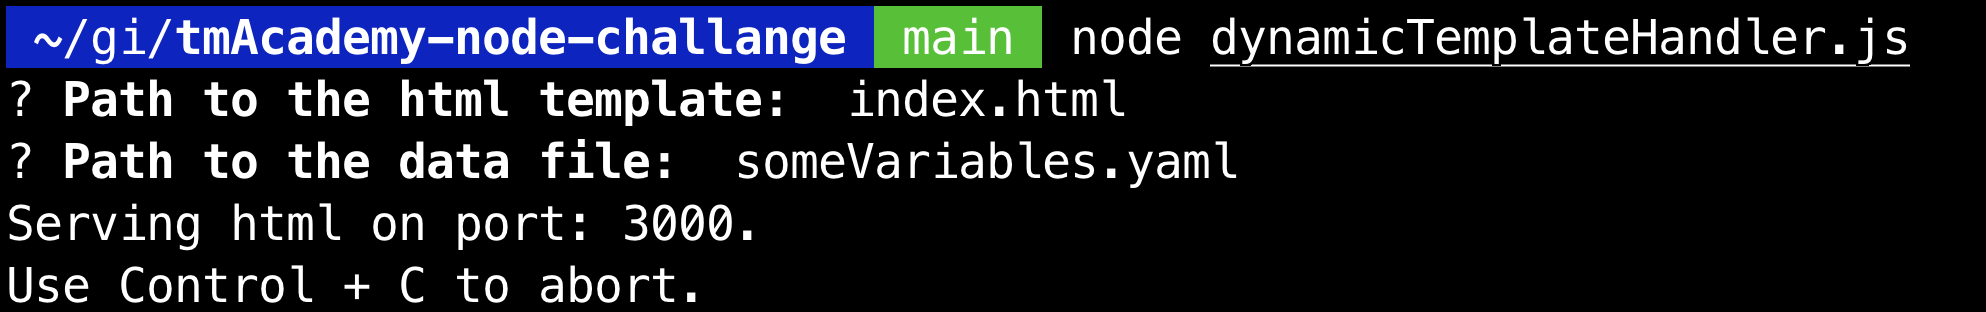 ~/gi/tmAcademy-node-challange main node dynamicTemplateHandler.js
? Path to the html template: index.html
? Path to the data file: someVariables.yaml
Serving html on port: 3000.
Use Control + C to abort.